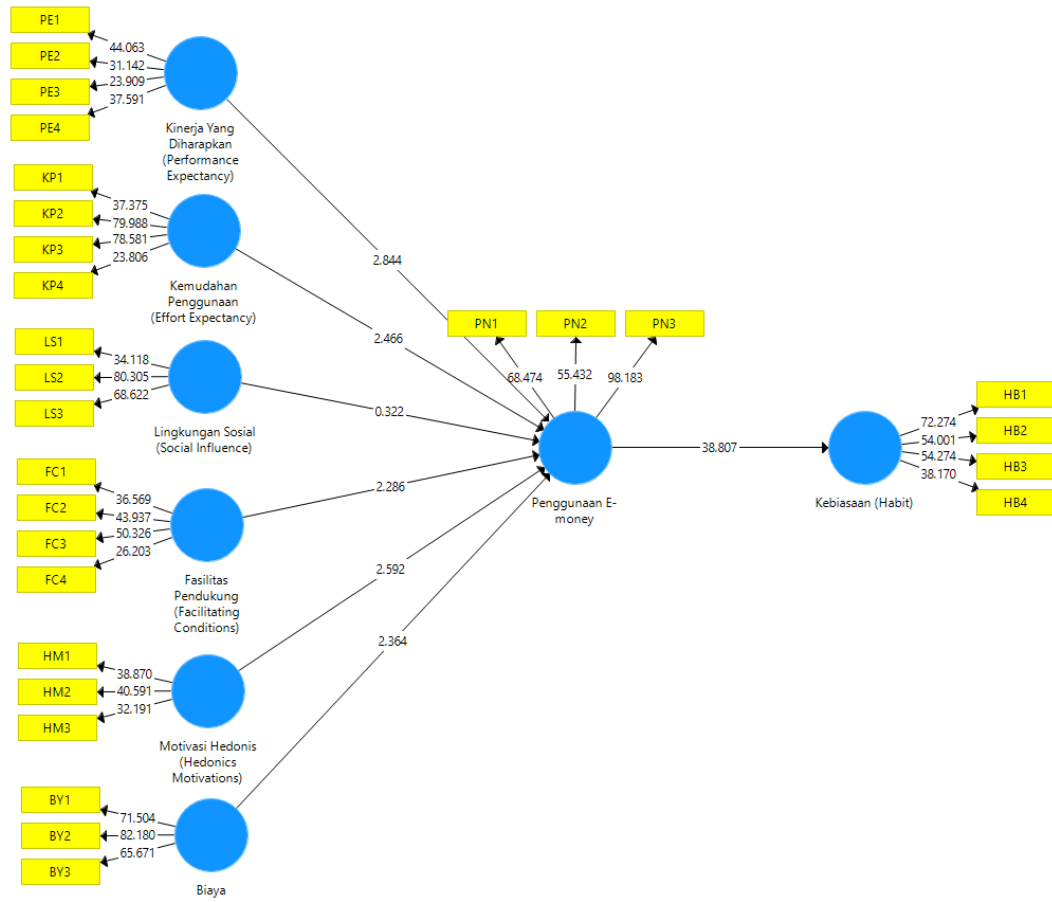 PE1
PE2
PE3
PE4
44.063
31.142
23.909
37.591
Kinerja Yang
Diharapkan
(Performance
Expectancy)
2.844
KP1
KP2
KP3
KP4
37.375
79.988
78.581
23.806
Kemudahan
Penggunaan
(Effort Expectancy)
2.466
LS1
LS2
LS3
34.118
80.305
68.622
Lingkungan Sosial
(Social Influence)
0.322
FC1
FC2
FC3
FC4
36.569
43.937
50.326
26.203
Fasilitas
Pendukung
(Facilitating
Conditions)
2.286
HM1
HM2
HM3
38.870
40.591
32.191
Motivasi Hedonis
(Hedonics
Motivations)
2.592
BY1
BY2
BY3
71.504
82.180
65.671
Biaya
2.364
PN1
PN2
PN3
68.474
55.432
98.183
Penggunaan E-
money
38.807
Kebiasaan (Habit)
72.274
54.001
54.274
38.170
HB1
HB2
HB3
HB4